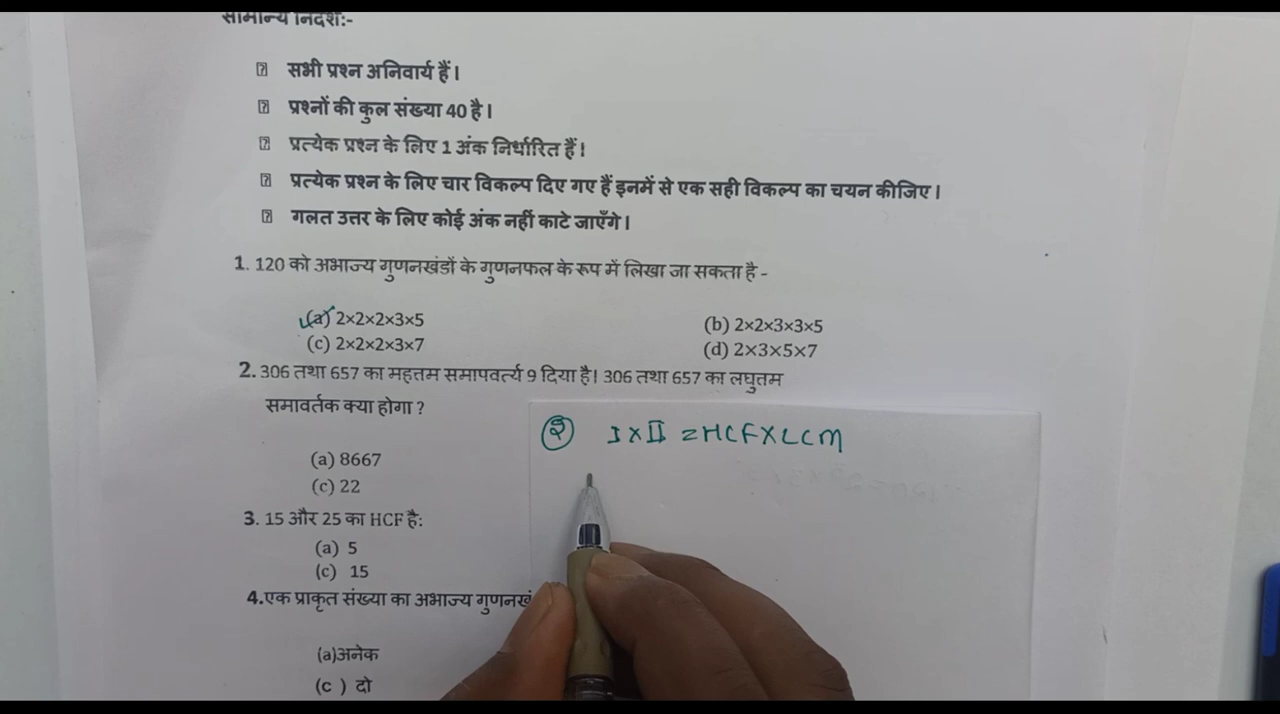 सामान्य निर्देश:-
सभी प्रश्न अनिवार्य हैं।
प्रश्नों की कुल संख्या 40 है।
प्रत्येक प्रश्न के लिए 1 अंक निर्धारित हैं।
प्रत्येक प्रश्न के लिए चार विकल्प दिए गए हैं इनमें से एक सही विकल्प का चयन कीजिए।
गलत उत्तर के लिए कोई अंक नहीं काटे जाएँगे।
1. 120 को अभाज्य गुणनखंडों के गुणनफल के रूप में लिखा जा सकता है -
(a) 2×2×2×3×5 (b) 2×2×3×3×5
(c) 2×2×2×3×7 (d) 2×3×5×7
2. 306 तथा 657 का महत्तम समापवर्त्य 9 दिया है। 306 तथा 657 का लघुत्तम
समावर्तक क्या होगा ?
② I×II =HCF×LCM
(a) 8667
(c) 22
3. 15 और 25 का HCF है:
(a) 5
(c) 15
4.एक प्राकृत संख्या का अभाज्य
(a)अनेक
(c ) दो